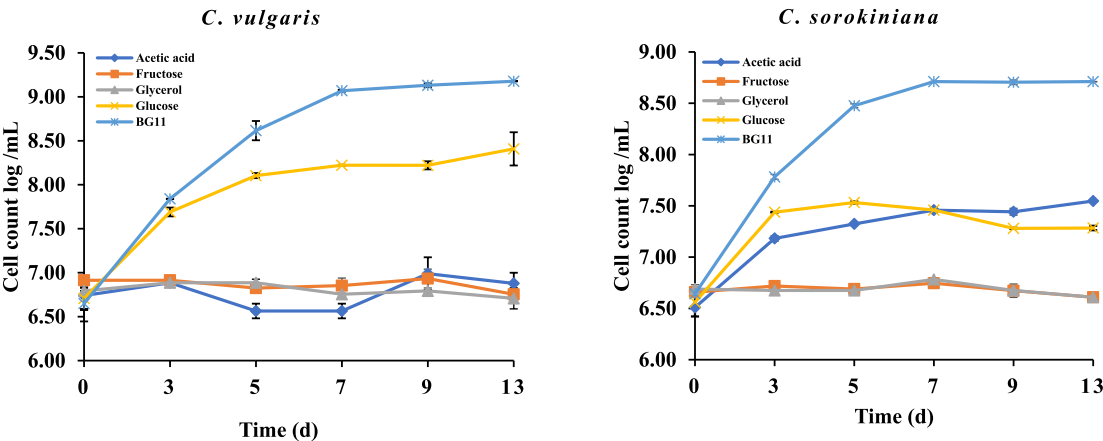 C. vulgaris
Cell count log /mL
9.50
9.00
8.50
8.00
7.50
7.00
6.50
6.00
Acetic acid
Fructose
Glycerol
Glucose
BG11
0 3 5 7 9 13
Time (d)
C. sorokiniana
Cell count log /mL
9.00
8.50
8.00
7.50
7.00
6.50
6.00
Acetic acid
Fructose
Glycerol
Glucose
BG11
0 3 5 7 9 13
Time (d)